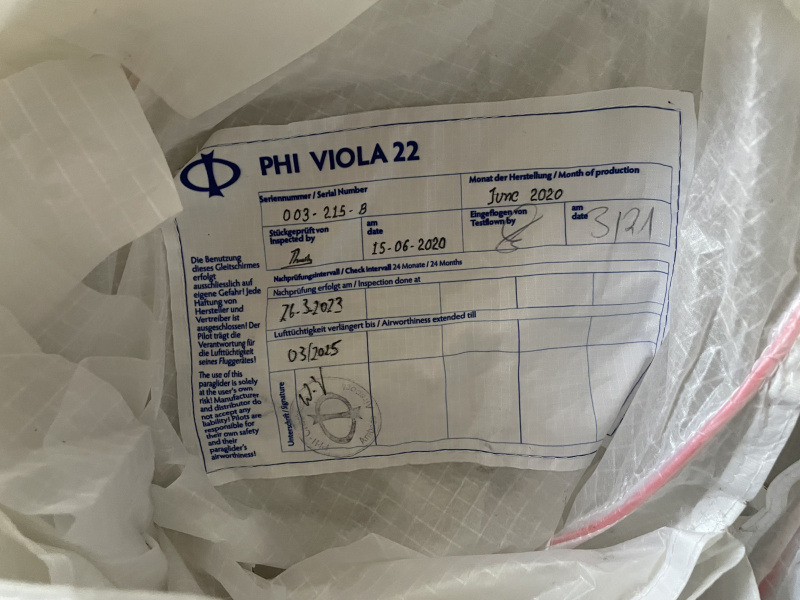 PHI VIOLA 22
Seriennummer / Serial Number
003-215-B
Monat der Herstellung / Month of production
June 2020
Stückgeprüft von
Inspected by
am
date
15-06-2020
Eingeflogen von
Testflown by
am
date
3/21
Nachprüfungsintervall / Check interval 24 Monate / 24 Months
Nachprüfung erfolgt am / Inspection done at
26.3.2023
Lufttüchtigkeit verlängert bis / Airworthiness extended till
03/2025
Unterschrift / Signature
Die Benutzung
dieses Gleitschirmes
erfolgt
ausschliesslich auf
eigene Gefahr! Jede
Haftung von
Hersteller und
Vertreiber ist
ausgeschlossen! Der
Pilot trägt die
Verantwortung für
die Lufttüchtigkeit
seines Fluggerätes!
The use of this
paraglider is solely
at the user's own
risk! Manufacturer
and distributor do
not accept any
liability! Pilots are
responsible for
their own safety
and their
paraglider's
airworthiness!